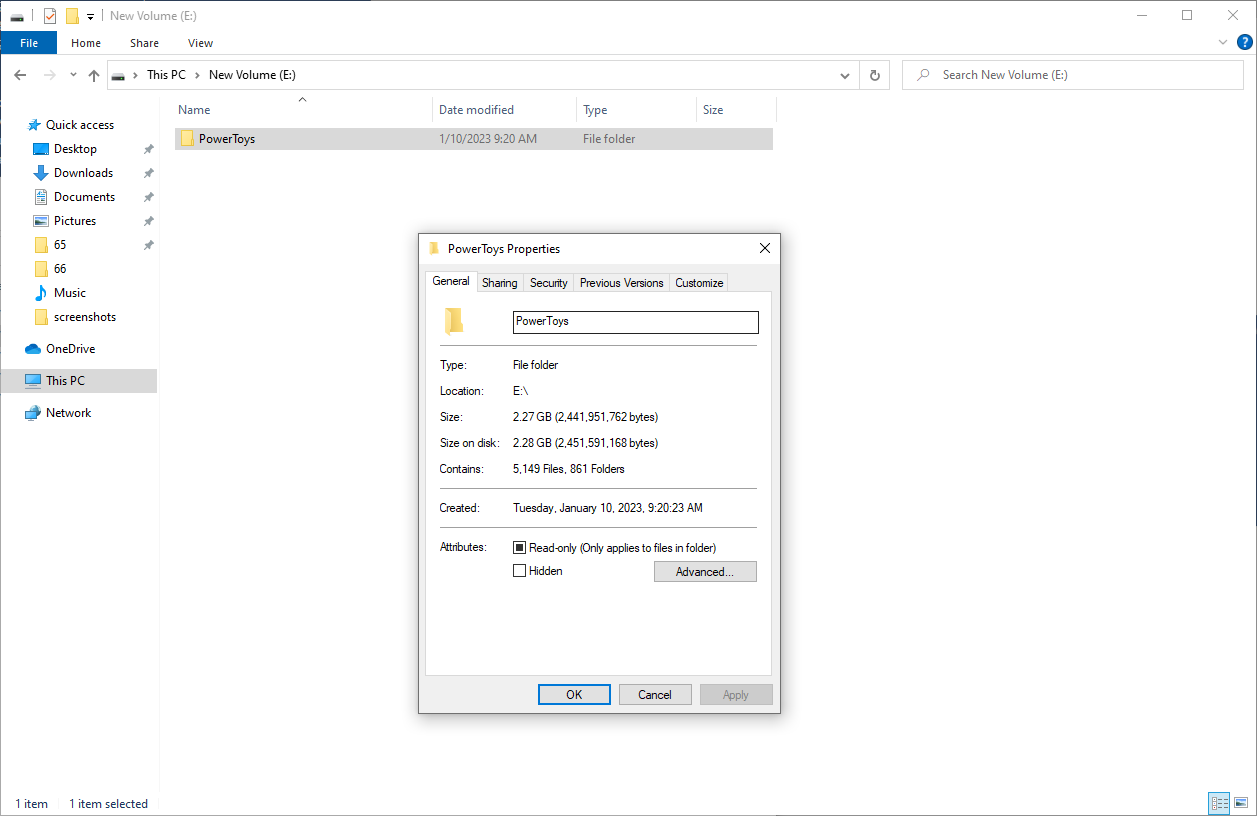 New Volume (E:)
File Home Share View
This PC New Volume (E:) Search New Volume (E:)
Name Date modified Type Size
PowerToys 1/10/2023 9:20 AM File folder
Quick access
Desktop
Downloads
Documents
Pictures
65
66
Music
screenshots
OneDrive
This PC
Network
PowerToys Properties
General Sharing Security Previous Versions Customize
PowerToys
Type: File folder
Location: E:\
Size: 2.27 GB (2,441,951,762 bytes)
Size on disk: 2.28 GB (2,451,591,168 bytes)
Contains: 5,149 Files, 861 Folders
Created: Tuesday, January 10, 2023, 9:20:23 AM
Attributes: Read-only (Only applies to files in folder)
Hidden Advanced...
OK Cancel Apply
1 item 1 item selected